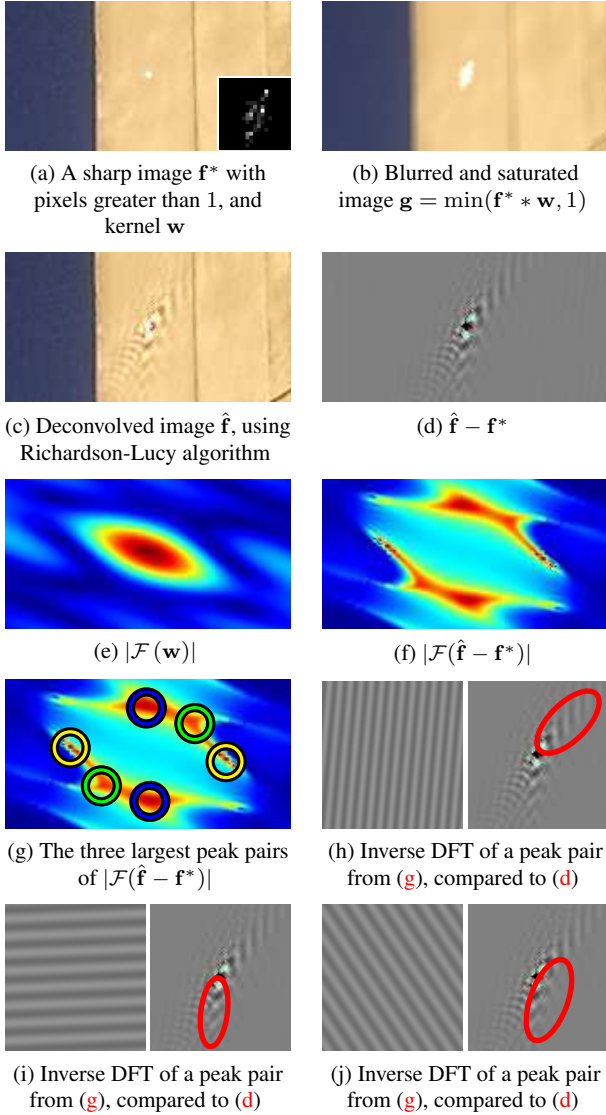 (a) A sharp image f* with
pixels greater than 1, and
kernel w
(b) Blurred and saturated
image g = min(f* ∗ w, 1)
(c) Deconvolved image f̂, using
Richardson-Lucy algorithm
(d) f̂ − f*
(e) |ℱ (w)|
(f) |ℱ(f̂ − f*)|
(g) The three largest peak pairs
of |ℱ(f̂ − f*)|
(h) Inverse DFT of a peak pair
from (g), compared to (d)
(i) Inverse DFT of a peak pair
from (g), compared to (d)
(j) Inverse DFT of a peak pair
from (g), compared to (d)